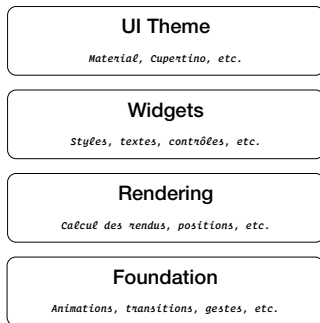 UI Theme
Material, Cupertino, etc.
Widgets
Styles, textes, contrôles, etc.
Rendering
Calcul des rendus, positions, etc.
Foundation
Animations, transitions, gestes, etc.